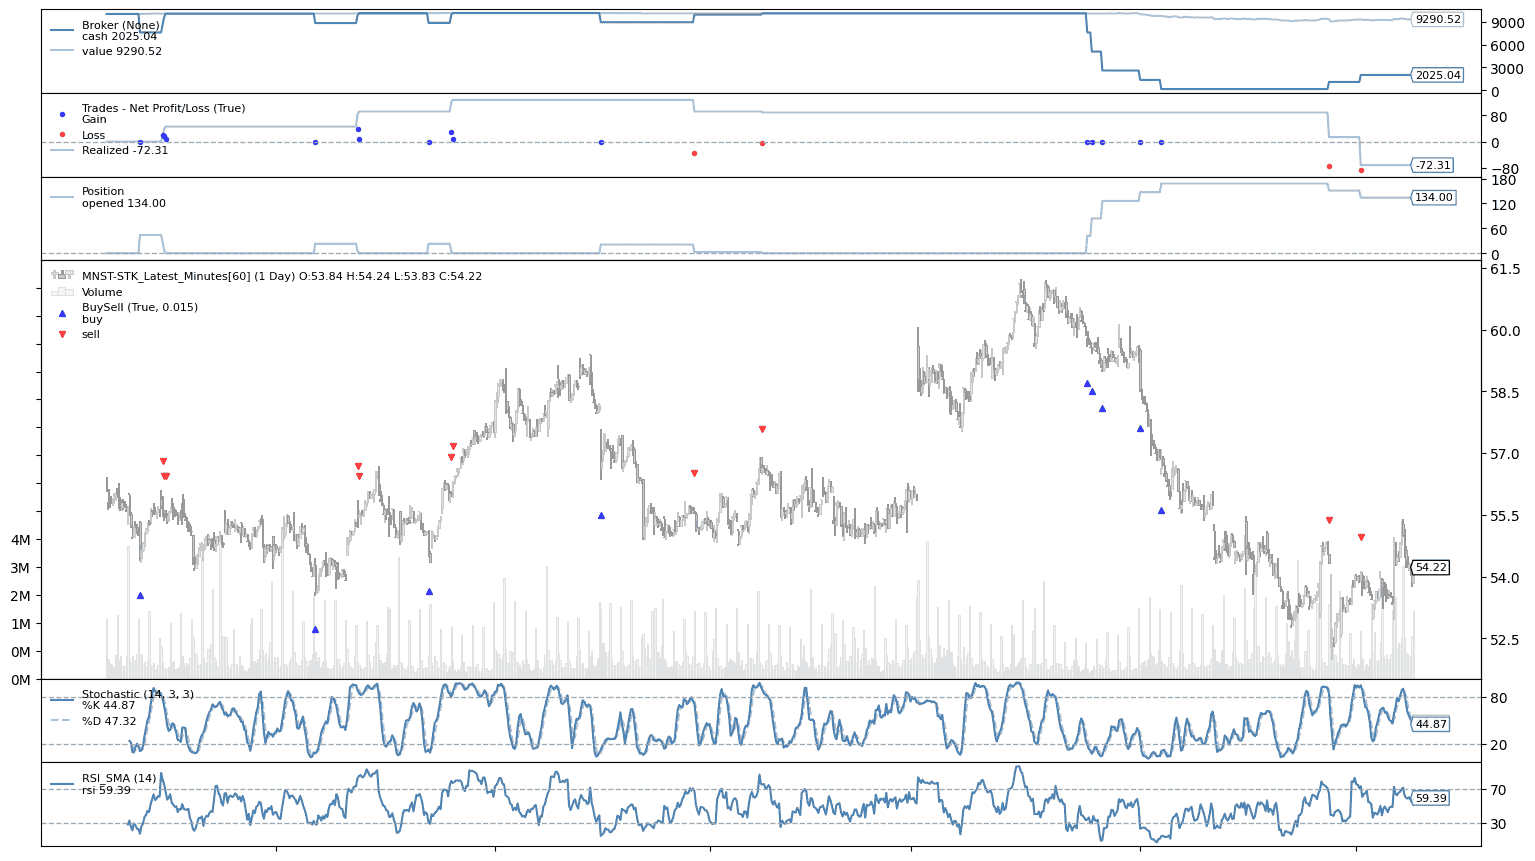 Broker (None)
cash 2025.04
value 9290.52
9290.52
2025.04
9000
6000
3000
0
Trades - Net Profit/Loss (True)
Gain
Loss
Realized -72.31
-72.31
80
0
−80
Position
opened 134.00
134.00
180
120
60
0
MNST-STK_Latest_Minutes[60] (1 Day) O:53.84 H:54.24 L:53.83 C:54.22
Volume
BuySell (True, 0.015)
buy
sell
4M
3M
2M
1M
0M
0M
61.5
60.0
58.5
57.0
55.5
54.0
52.5
54.22
Stochastic (14, 3, 3)
%K 44.87
%D 47.32
80
20
44.87
RSI_SMA (14)
rsi 59.39
70
30
59.39